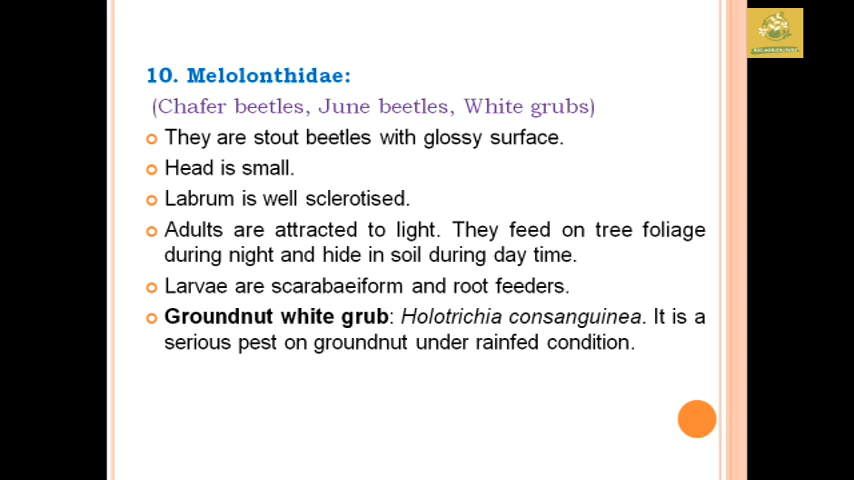 10. Melolonthidae:
(Chafer beetles, June beetles, White grubs)
They are stout beetles with glossy surface.
Head is small.
Labrum is well sclerotised.
Adults are attracted to light. They feed on tree foliage
during night and hide in soil during day time.
Larvae are scarabaeiform and root feeders.
Groundnut white grub: Holotrichia consanguinea. It is a
serious pest on groundnut under rainfed condition.